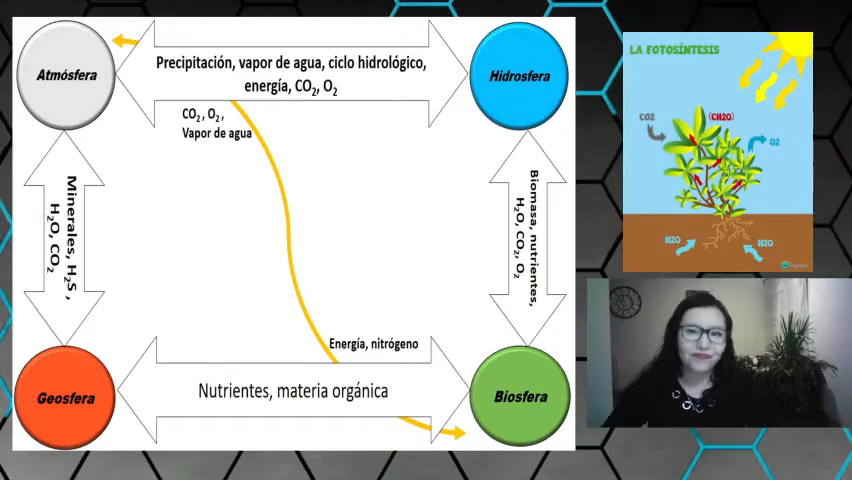 Atmósfera
Precipitación, vapor de agua, ciclo hidrológico,
energía, CO₂, O₂
Hidrosfera
CO₂ , O₂ ,
Vapor de agua
Minerales, H₂S ,
H₂O, CO₂
Biomasa, nutrientes,
H₂O, CO₂, O₂
Energía, nitrógeno
Geosfera
Nutrientes, materia orgánica
Biosfera
LA FOTOSÍNTESIS
CO2
(CH2O)
O2
H2O
H2O